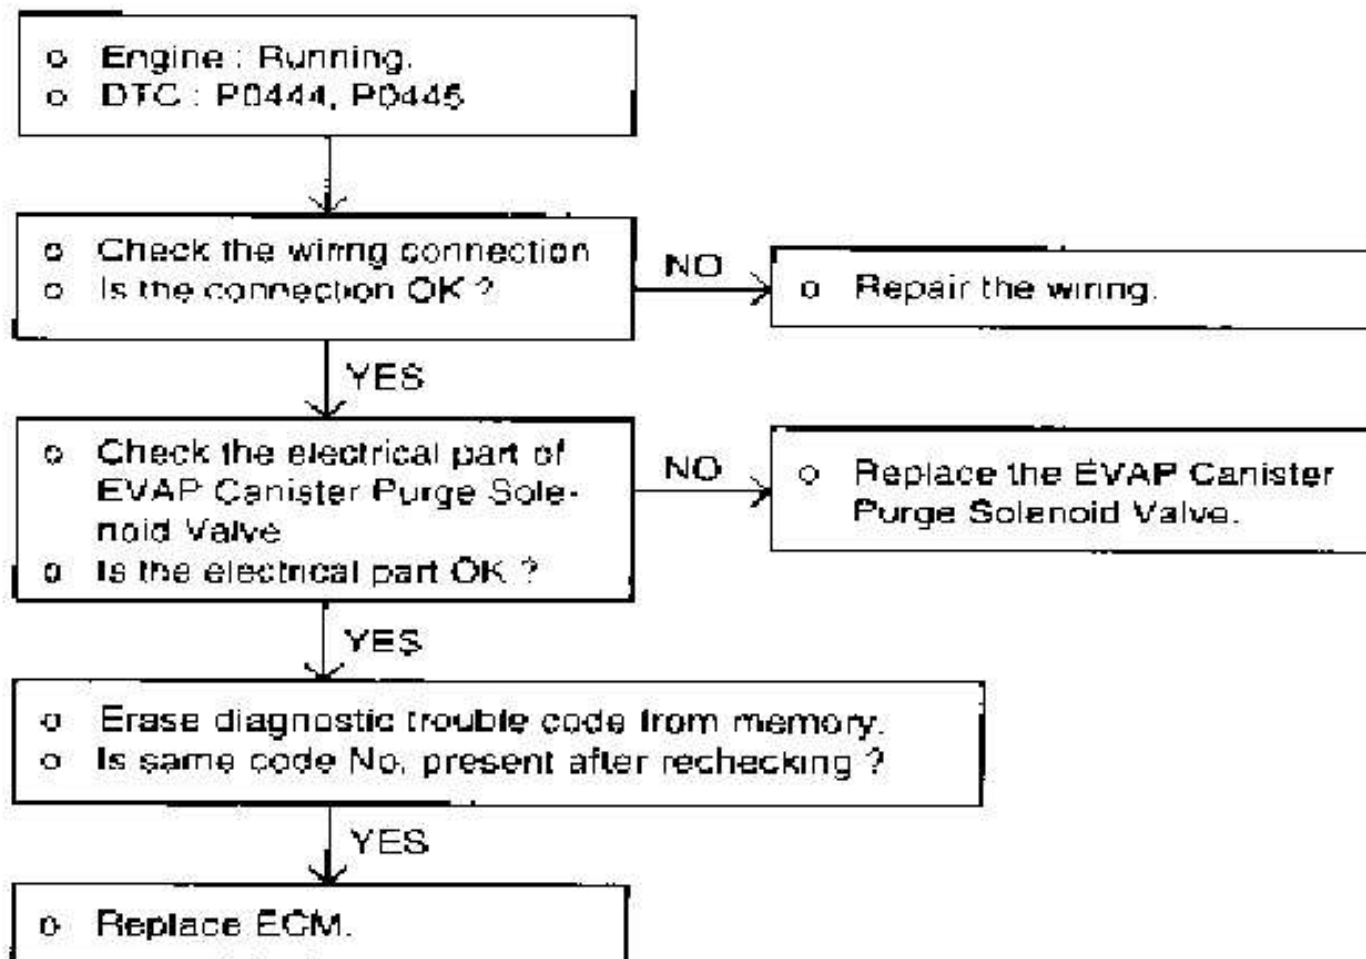 o Engine : Running.
o DTC : P0444, P0445
o Check the wiring connection
o Is the connection OK ?
NO
o Repair the wiring.
YES
o Check the electrical part of
EVAP Canister Purge Sole-
noid Valve
o Is the electrical part OK ?
NO
o Replace the EVAP Canister
Purge Solenoid Valve.
YES
o Erase diagnostic trouble code from memory.
o Is same code No. present after rechecking ?
YES
o Replace ECM.